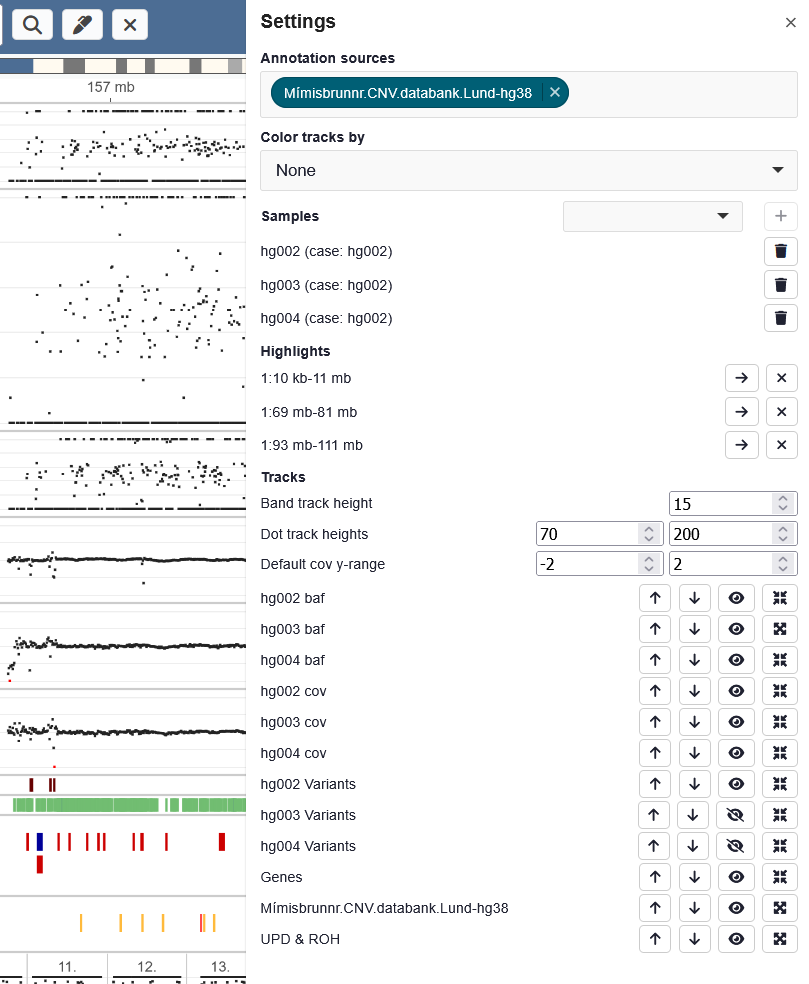 Settings
Annotation sources
Mímisbrunnr.CNV.databank.Lund-hg38
157 mb
Color tracks by
None
Samples
hg002 (case: hg002)
hg003 (case: hg002)
hg004 (case: hg002)
Highlights
1:10 kb-11 mb
1:69 mb-81 mb
1:93 mb-111 mb
Tracks
Band track height 15
Dot track heights 70 200
Default cov y-range -2 2
hg002 baf
hg003 baf
hg004 baf
hg002 cov
hg003 cov
hg004 cov
hg002 Variants
hg003 Variants
hg004 Variants
Genes
Mímisbrunnr.CNV.databank.Lund-hg38
UPD & ROH
11. 12. 13.